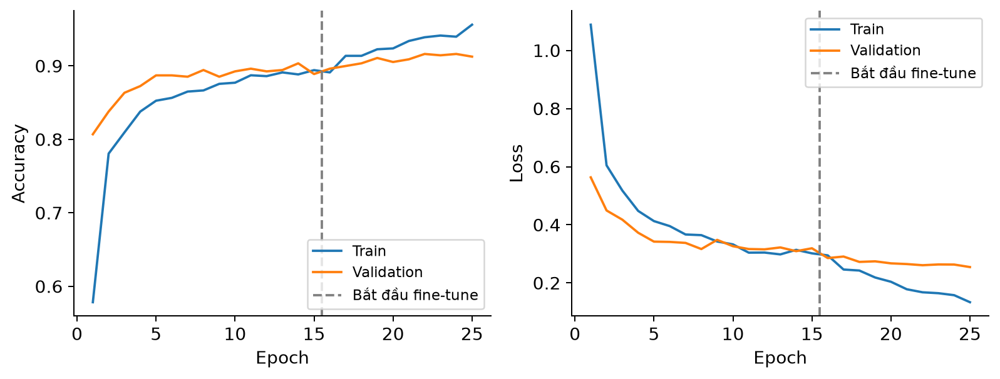 Accuracy
0.9
0.8
0.7
0.6
Train
Validation
Bắt đầu fine-tune
0 5 10 15 20 25
Epoch
Loss
1.0
0.8
0.6
0.4
0.2
Train
Validation
Bắt đầu fine-tune
0 5 10 15 20 25
Epoch